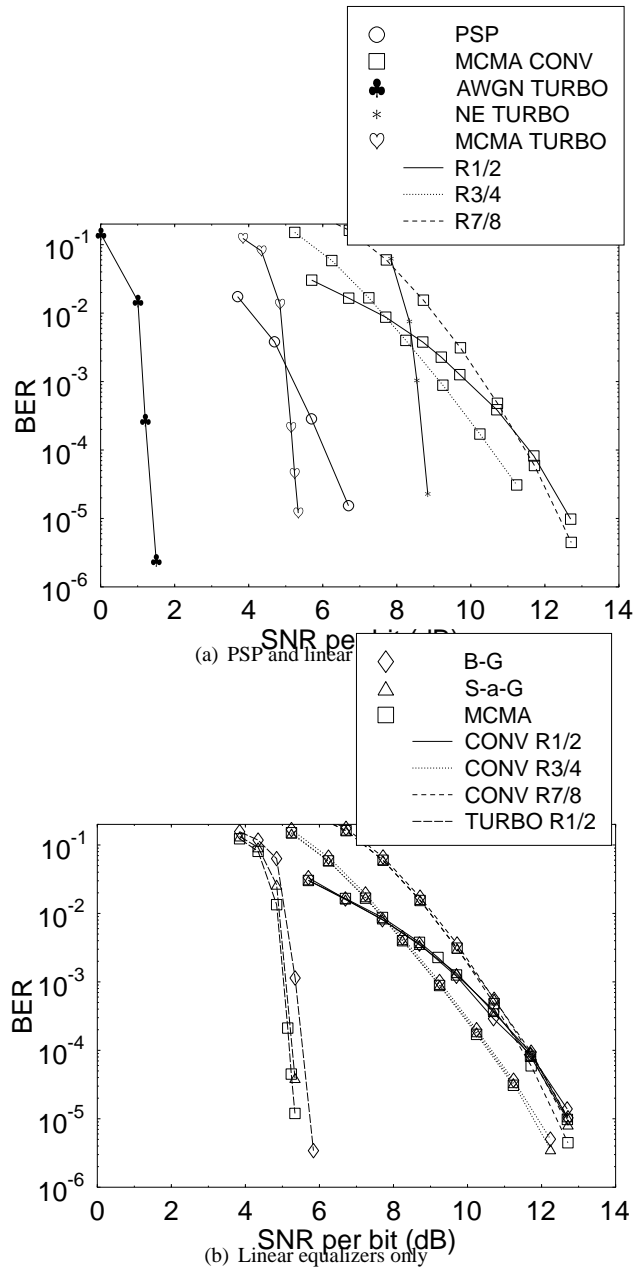 PSP
MCMA CONV
AWGN TURBO
NE TURBO
MCMA TURBO
R1/2
R3/4
R7/8
10-1
10-2
10-3
10-4
10-5
10-6
BER
0 2 4 6 8 10 12 14
SNR per bit (dB)
(a) PSP and linear
B-G
S-a-G
MCMA
CONV R1/2
CONV R3/4
CONV R7/8
TURBO R1/2
10-1
10-2
10-3
10-4
10-5
10-6
BER
0 2 4 6 8 10 12 14
SNR per bit (dB)
(b) Linear equalizers only